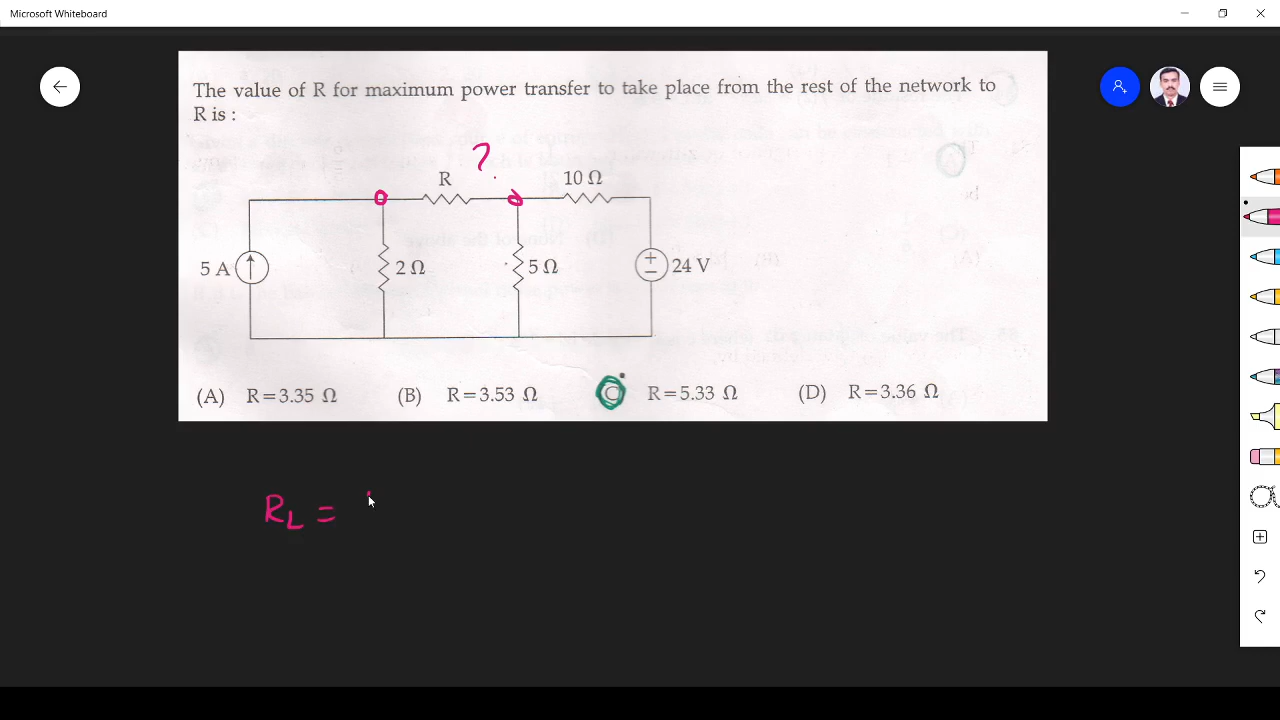 Microsoft Whiteboard
The value of R for maximum power transfer to take place from the rest of the network to
R is :
?
R
10 Ω
5 A
2 Ω
5 Ω
+
−
24 V
(A) R=3.35 Ω (B) R=3.53 Ω C R=5.33 Ω (D) R=3.36 Ω
RL =